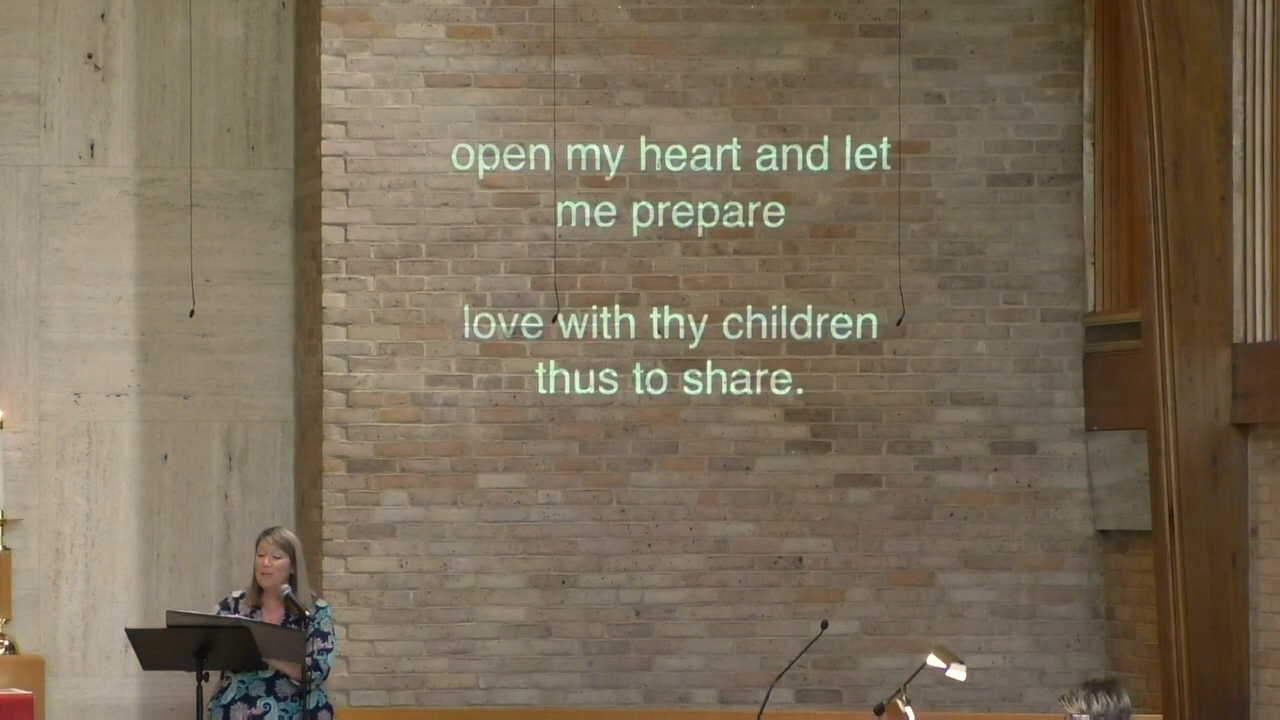 open my heart and let
me prepare
love with thy children
thus to share.